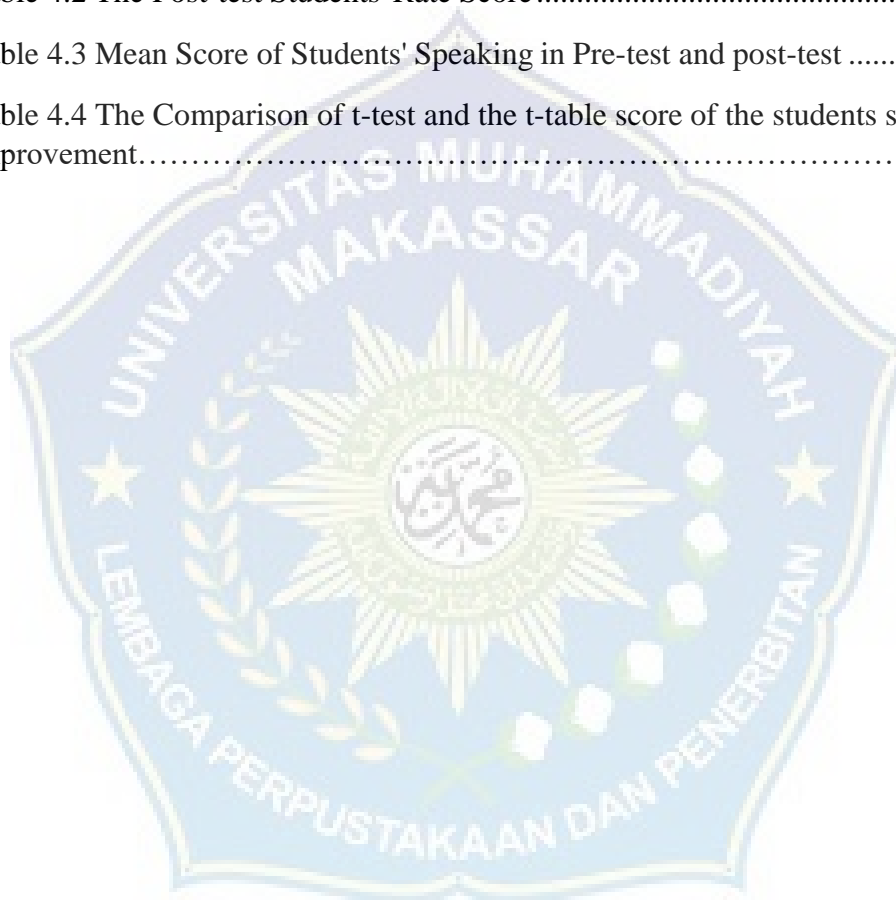 ble 4.2 The Post-test Students' Rate Score..........................................
ble 4.3 Mean Score of Students' Speaking in Pre-test and post-test ......
ble 4.4 The Comparison of t-test and the t-table score of the students s
provement……………………………………………………………
UNIVERSITAS MUHAMMADIYAH
MAKASSAR
LEMBAGA PERPUSTAKAAN DAN PENERBITAN